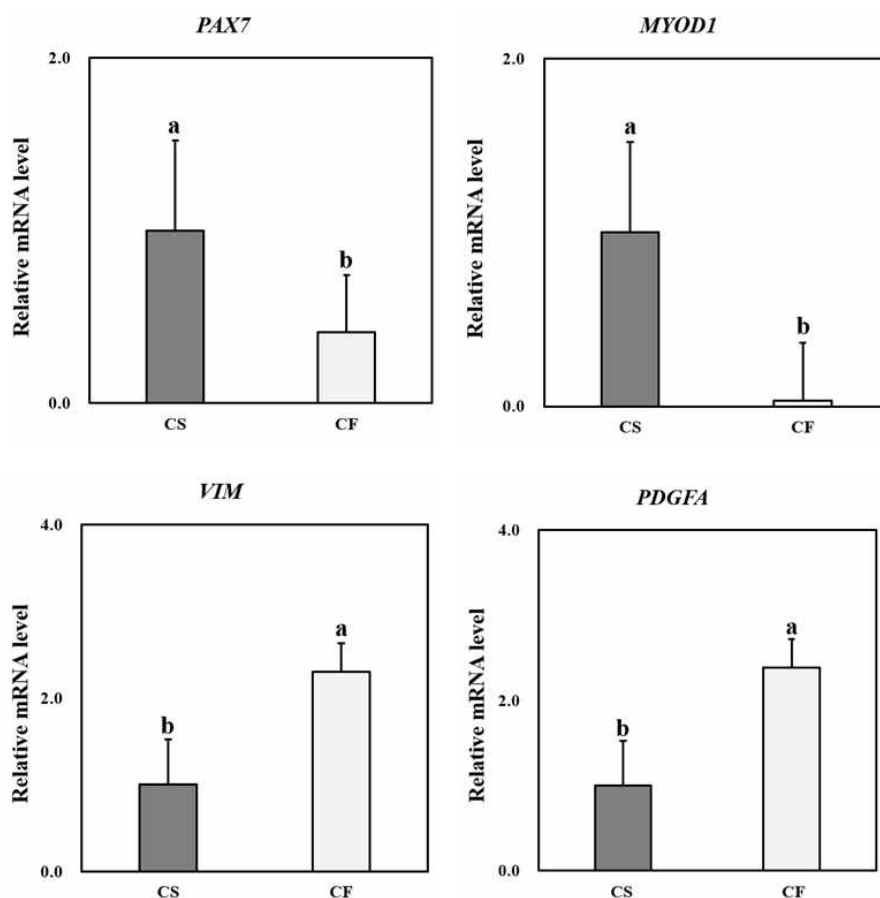 PAX7
2.0
Relative mRNA level
a
b
0.0
CS
CF
MYOD1
2.0
Relative mRNA level
a
b
0.0
CS
CF
VIM
4.0
Relative mRNA level
2.0
b
a
0.0
CS
CF
PDGFA
4.0
Relative mRNA level
2.0
b
a
0.0
CS
CF